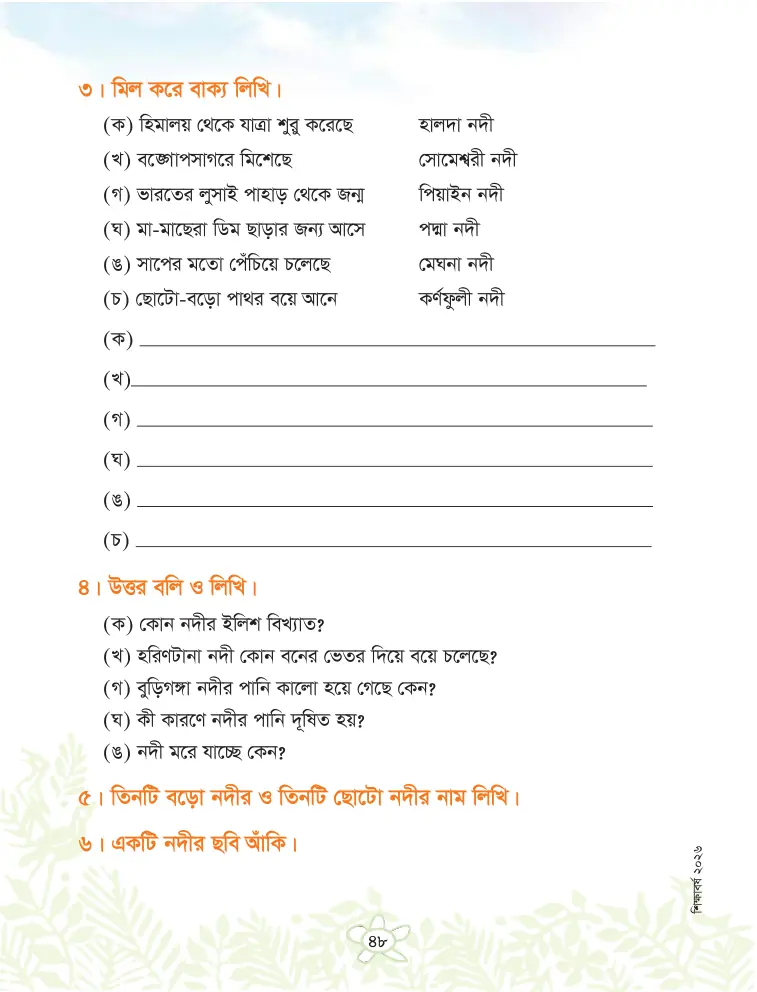 ৩। মিল করে বাক্য লিখি।
(ক) হিমালয় থেকে যাত্রা শুরু করেছে হালদা নদী
(খ) বঙ্গোপসাগরে মিশেছে সোমেশ্বরী নদী
(গ) ভারতের লুসাই পাহাড় থেকে জন্ম পিয়াইন নদী
(ঘ) মা-মাছেরা ডিম ছাড়ার জন্য আসে পদ্মা নদী
(ঙ) সাপের মতো পেঁচিয়ে চলেছে মেঘনা নদী
(চ) ছোটো-বড়ো পাথর বয়ে আনে কর্ণফুলী নদী
(ক)
(খ)
(গ)
(ঘ)
(ঙ)
(চ)
৪। উত্তর বলি ও লিখি।
(ক) কোন নদীর ইলিশ বিখ্যাত?
(খ) হরিণটানা নদী কোন বনের ভেতর দিয়ে বয়ে চলেছে?
(গ) বুড়িগঙ্গা নদীর পানি কালো হয়ে গেছে কেন?
(ঘ) কী কারণে নদীর পানি দূষিত হয়?
(ঙ) নদী মরে যাচ্ছে কেন?
৫। তিনটি বড়ো নদীর ও তিনটি ছোটো নদীর নাম লিখি।
৬। একটি নদীর ছবি আঁকি।
শিক্ষাবর্ষ ২০২৬
৪৮